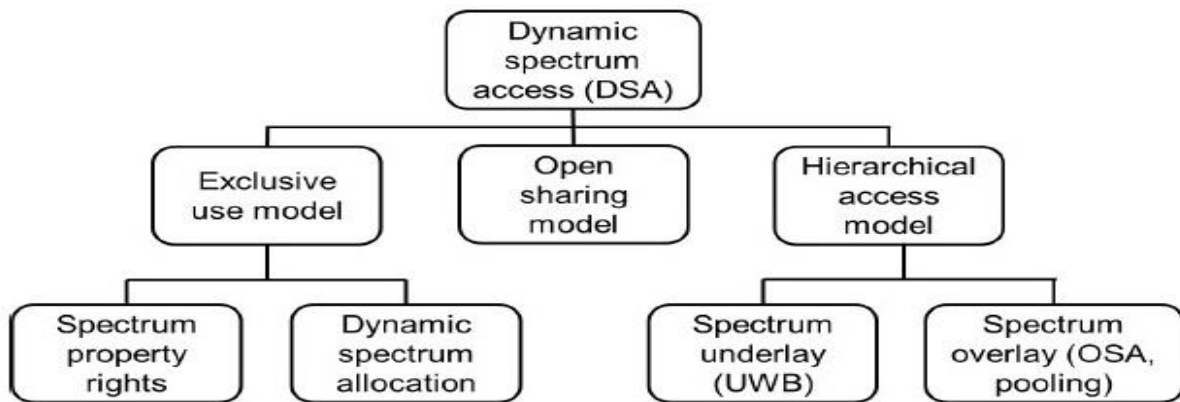 Dynamic
spectrum
access (DSA)
Exclusive
use model
Open
sharing
model
Hierarchical
access
model
Spectrum
property
rights
Dynamic
spectrum
allocation
Spectrum
underlay
(UWB)
Spectrum
overlay (OSA,
pooling)